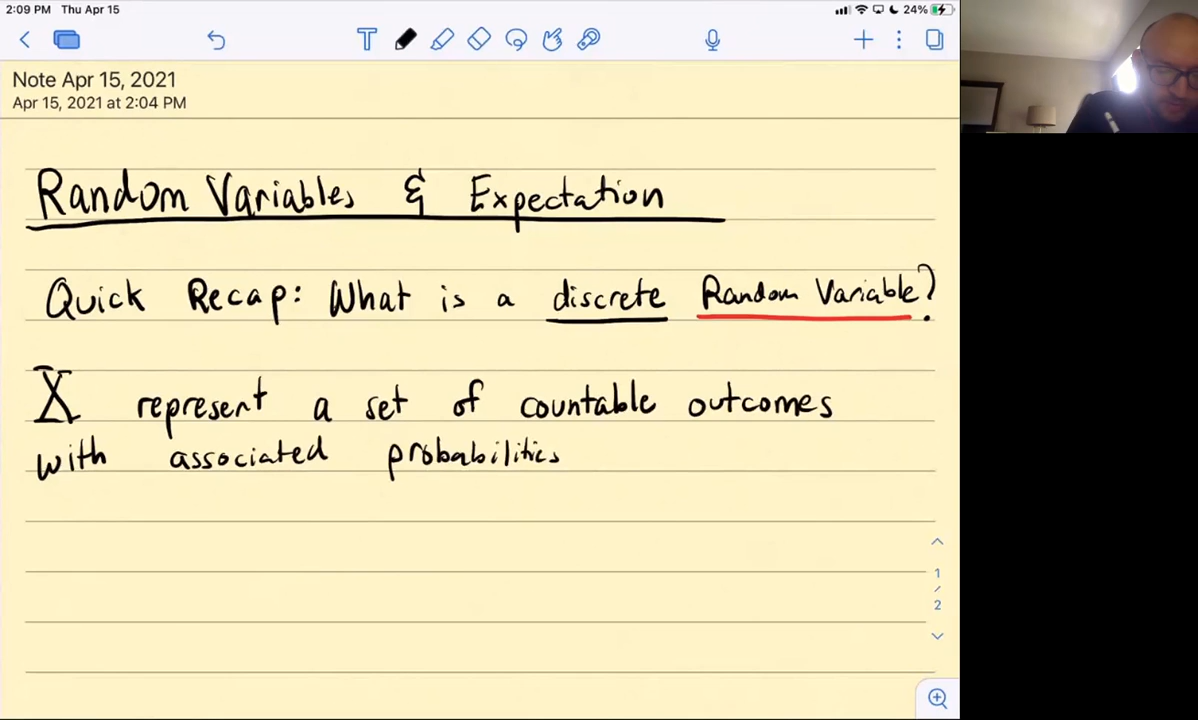 2:09 PM Thu Apr 15
24%
Note Apr 15, 2021
Apr 15, 2021 at 2:04 PM
Random Variables & Expectation
Quick Recap: What is a discrete Random Variable?
X represent a set of countable outcomes
with associated probabilities
1
/
2